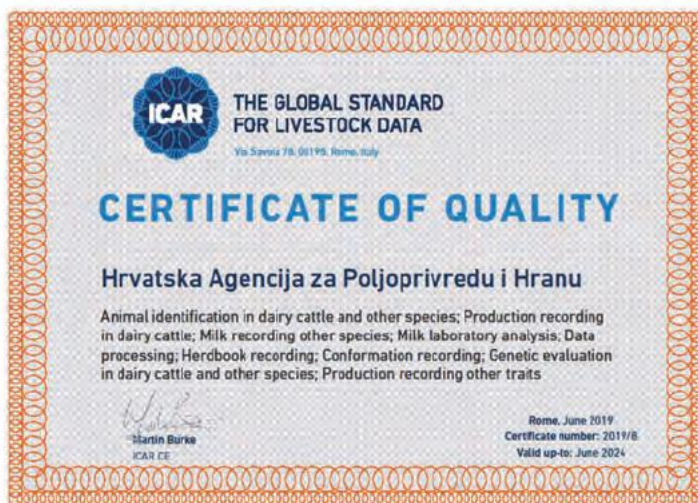 ICAR
THE GLOBAL STANDARD
FOR LIVESTOCK DATA
Via Savoia 78, 00198, Rome, Italy
CERTIFICATE OF QUALITY
Hrvatska Agencija za Poljoprivredu i Hranu
Animal identification in dairy cattle and other species; Production recording
in dairy cattle; Milk recording other species; Milk laboratory analysis; Data
processing; Herdbook recording; Conformation recording; Genetic evaluation
in dairy cattle and other species; Production recording other traits
Martin Burke
ICAR CE
Rome, June 2019
Certificate number: 2019/8
Valid up-to: June 2024